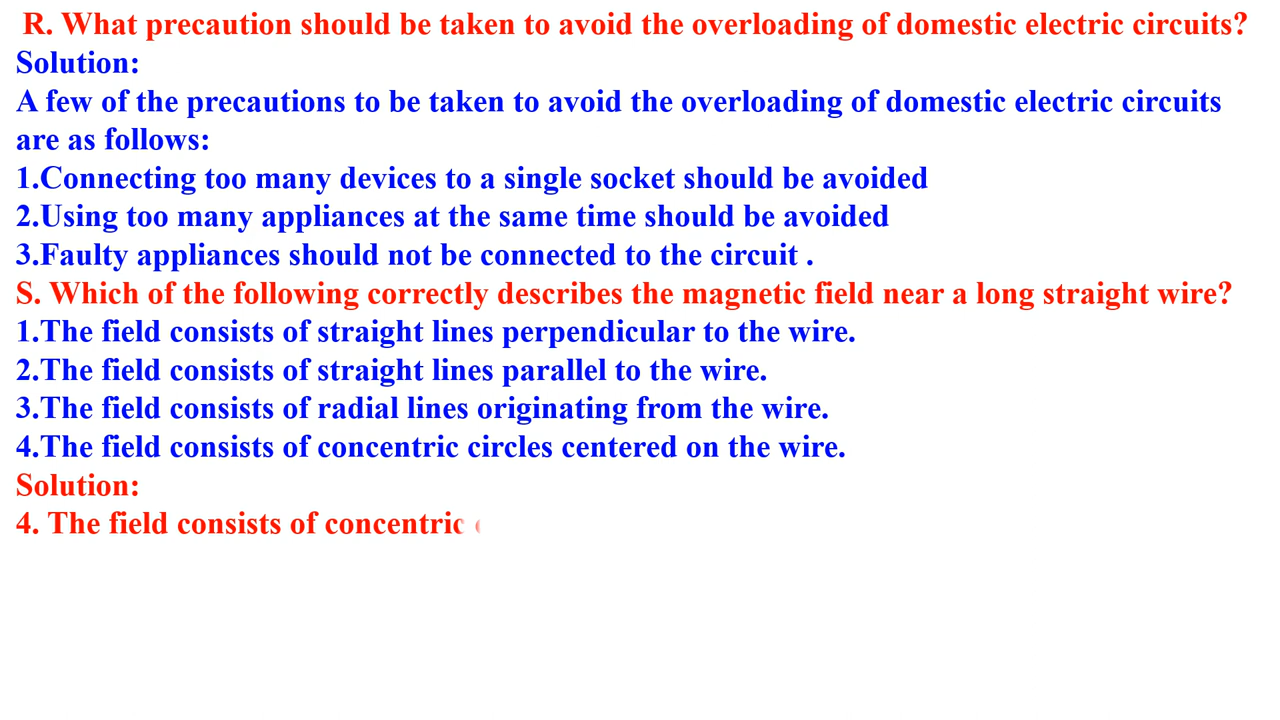 R. What precaution should be taken to avoid the overloading of domestic electric circuits?
Solution:
A few of the precautions to be taken to avoid the overloading of domestic electric circuits
are as follows:
1.Connecting too many devices to a single socket should be avoided
2.Using too many appliances at the same time should be avoided
3.Faulty appliances should not be connected to the circuit .
S. Which of the following correctly describes the magnetic field near a long straight wire?
1.The field consists of straight lines perpendicular to the wire.
2.The field consists of straight lines parallel to the wire.
3.The field consists of radial lines originating from the wire.
4.The field consists of concentric circles centered on the wire.
Solution:
4. The field consists of concentric